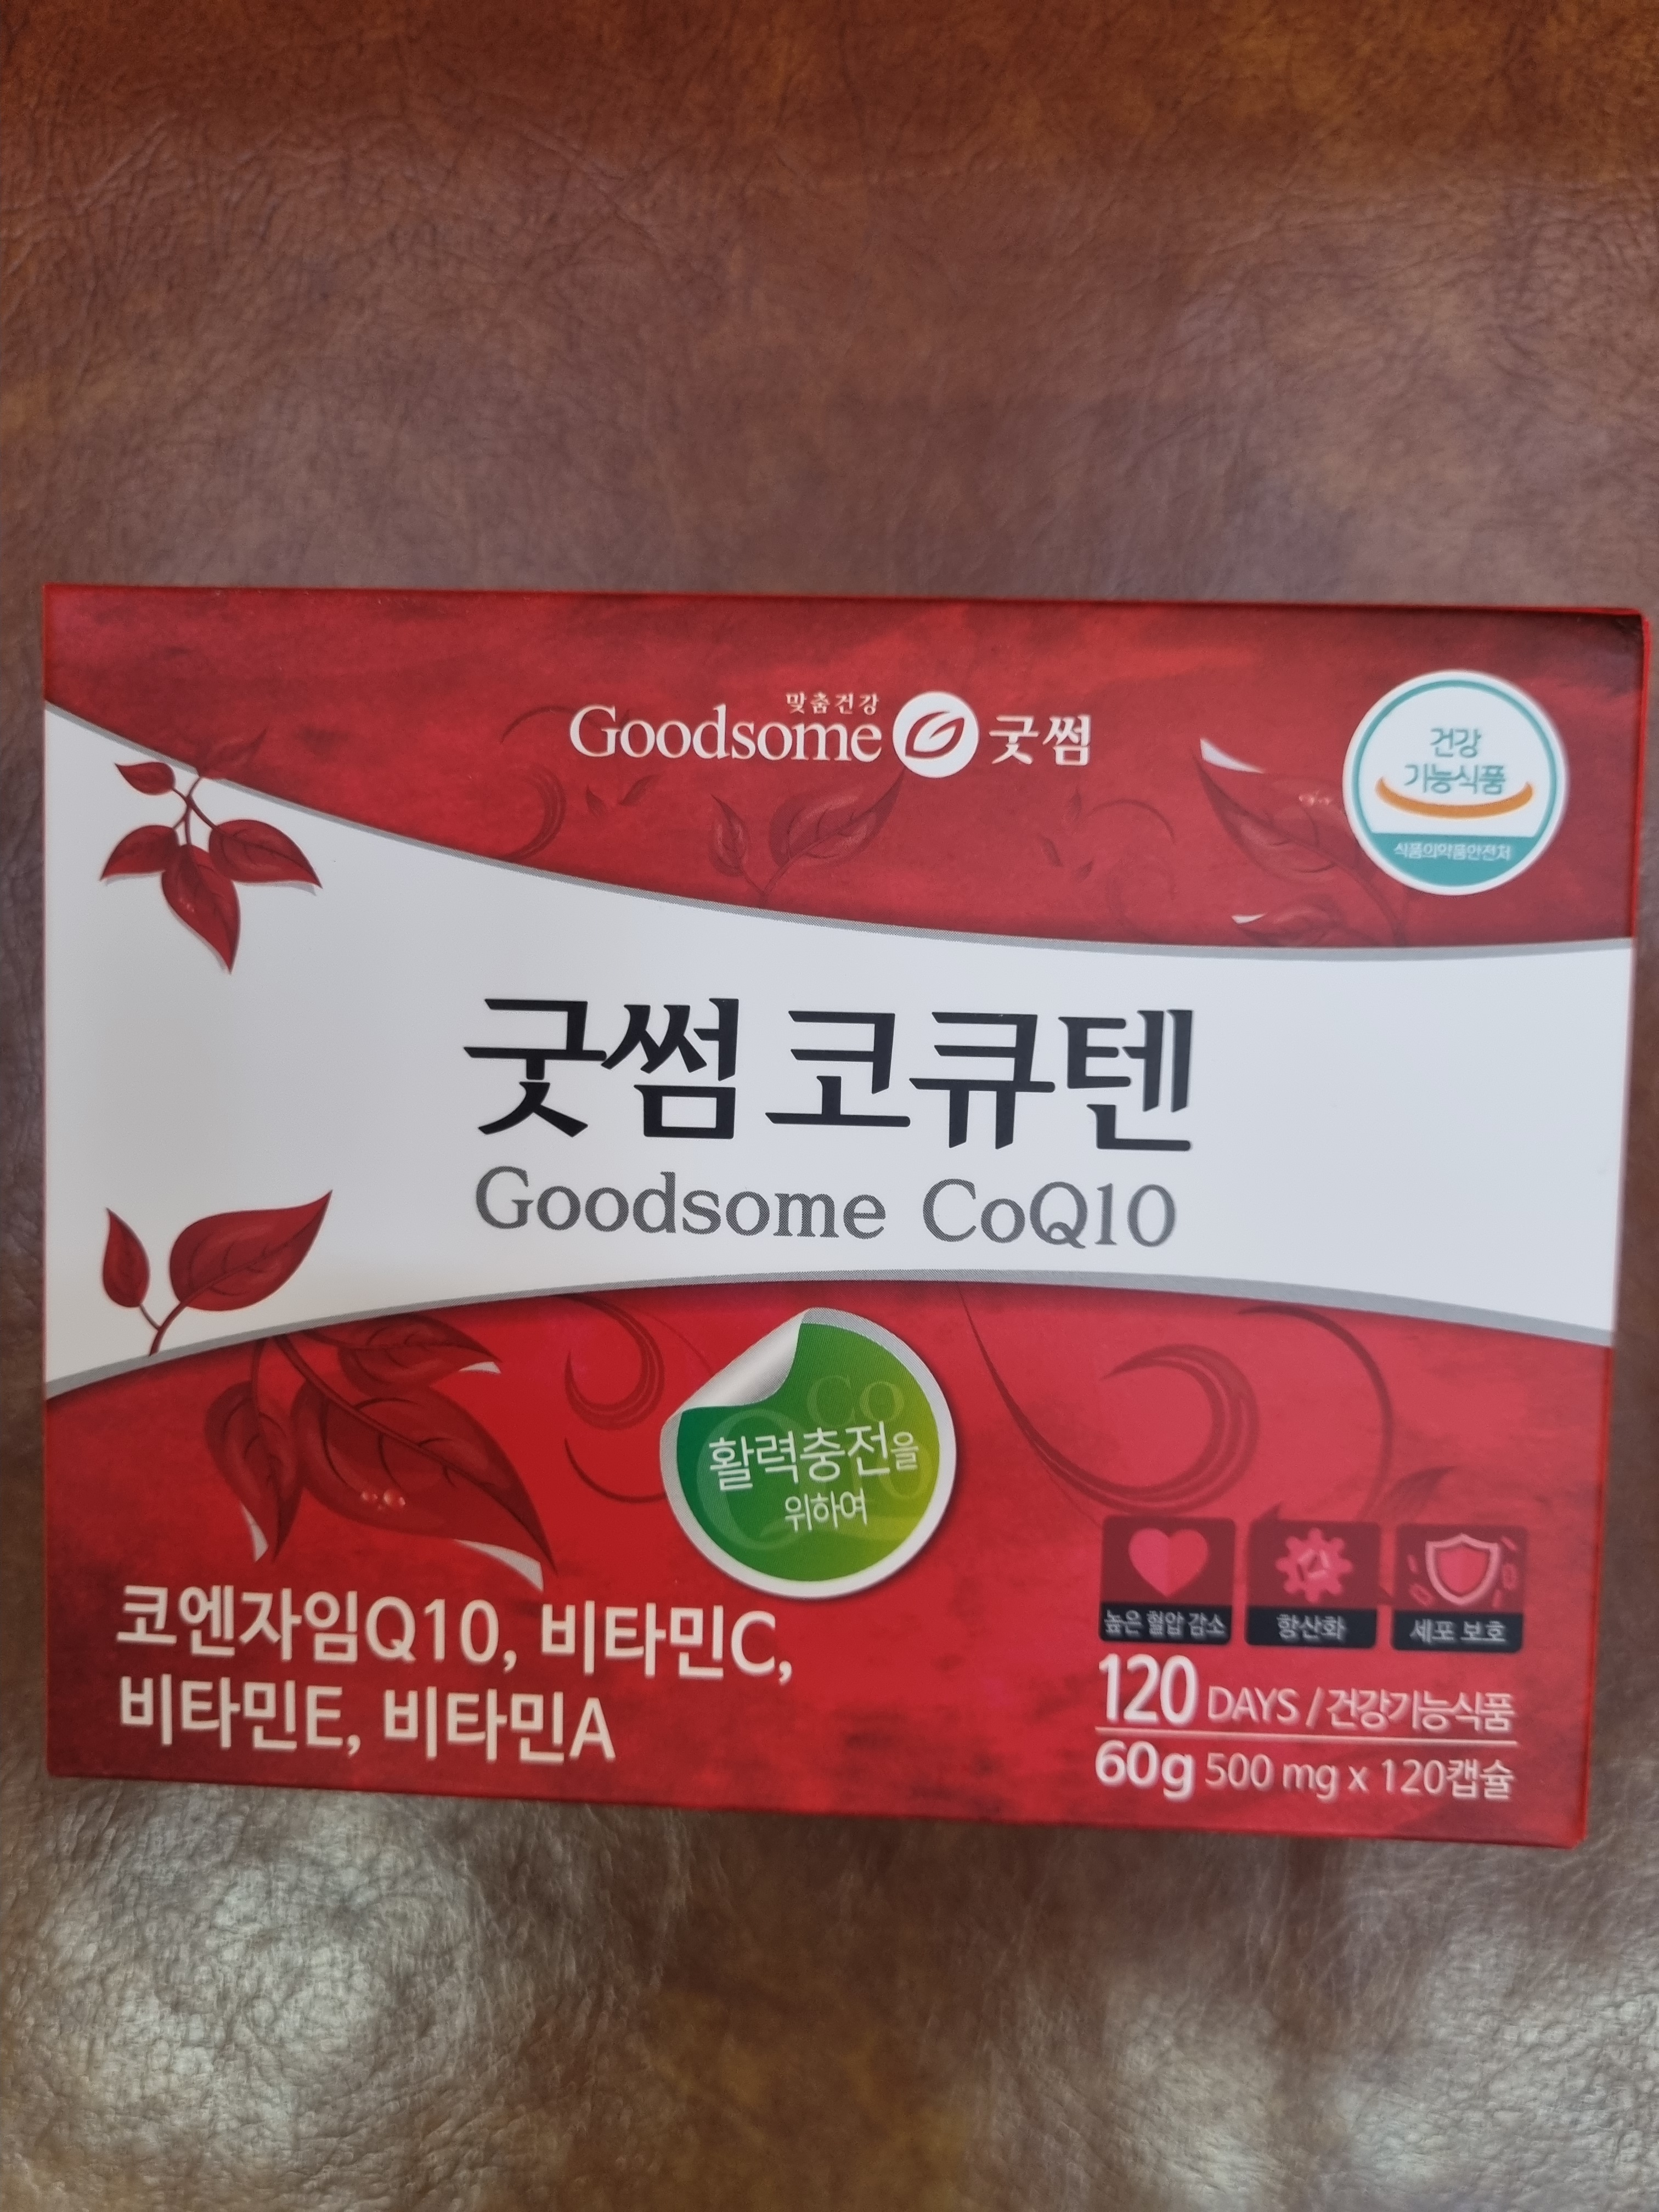 맞춤건강
Goodsome 굿썸
건강
기능식품
식품의약품안전처
굿썸 코큐텐
Goodsome CoQ10
활력충전을
위하여
코엔자임Q10, 비타민C,
비타민E, 비타민A
높은 혈압 감소
항산화
세포 보호
120 DAYS / 건강기능식품
60g 500 mg x 120캡슐